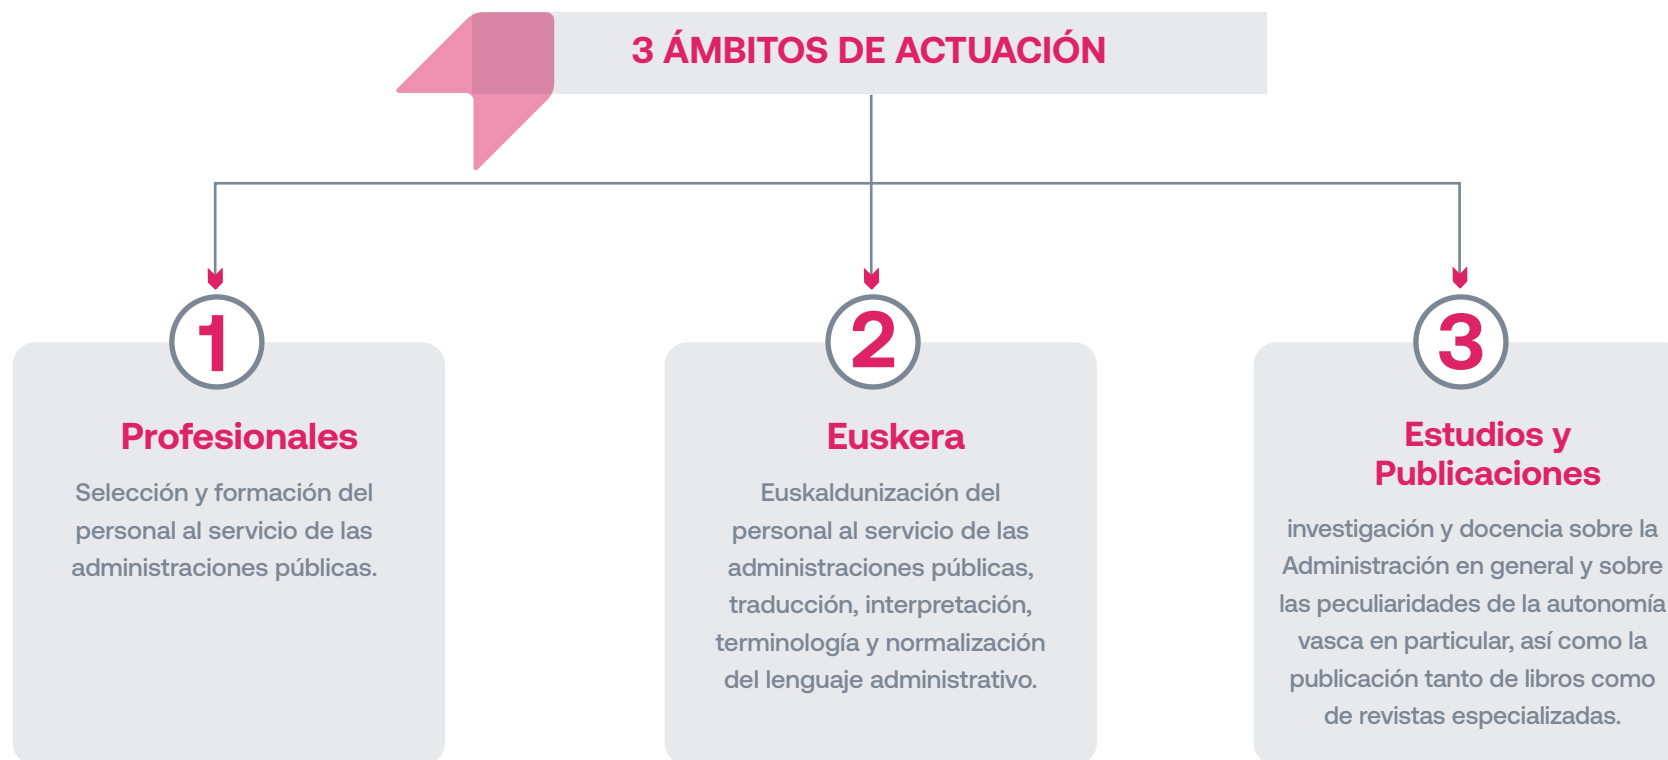 3 ÁMBITOS DE ACTUACIÓN
1
Profesionales
Selección y formación del
personal al servicio de las
administraciones públicas.
2
Euskera
Euskaldunización del
personal al servicio de las
administraciones públicas,
traducción, interpretación,
terminología y normalización
del lenguaje administrativo.
3
Estudios y
Publicaciones
investigación y docencia sobre la
Administración en general y sobre
las peculiaridades de la autonomía
vasca en particular, así como la
publicación tanto de libros como
de revistas especializadas.